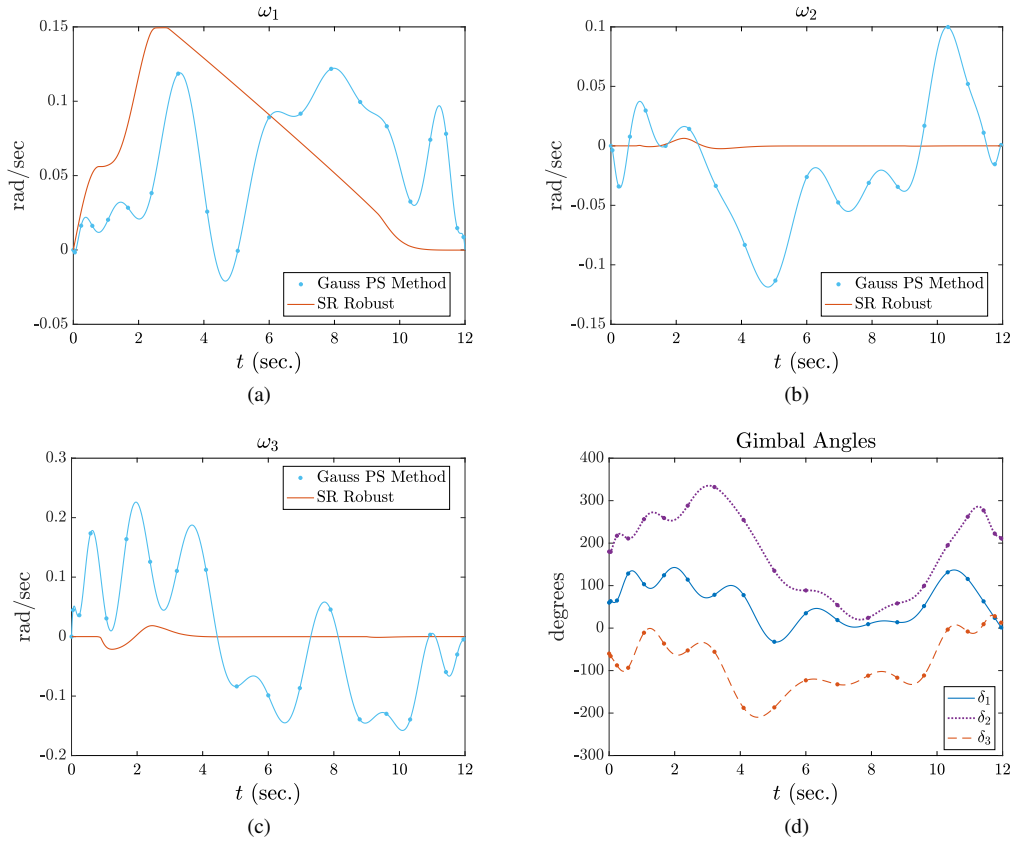 ω₁
0.15
0.1
0.05
0
-0.05
rad/sec
Gauss PS Method
SR Robust
0 2 4 6 8 10 12
t (sec.)
(a)
ω₂
0.1
0.05
0
-0.05
-0.1
-0.15
rad/sec
Gauss PS Method
SR Robust
0 2 4 6 8 10 12
t (sec.)
(b)
ω₃
0.3
0.2
0.1
0
-0.1
-0.2
rad/sec
Gauss PS Method
SR Robust
0 2 4 6 8 10 12
t (sec.)
(c)
Gimbal Angles
400
300
200
100
0
-100
-200
-300
degrees
δ₁
δ₂
δ₃
0 2 4 6 8 10 12
t (sec.)
(d)